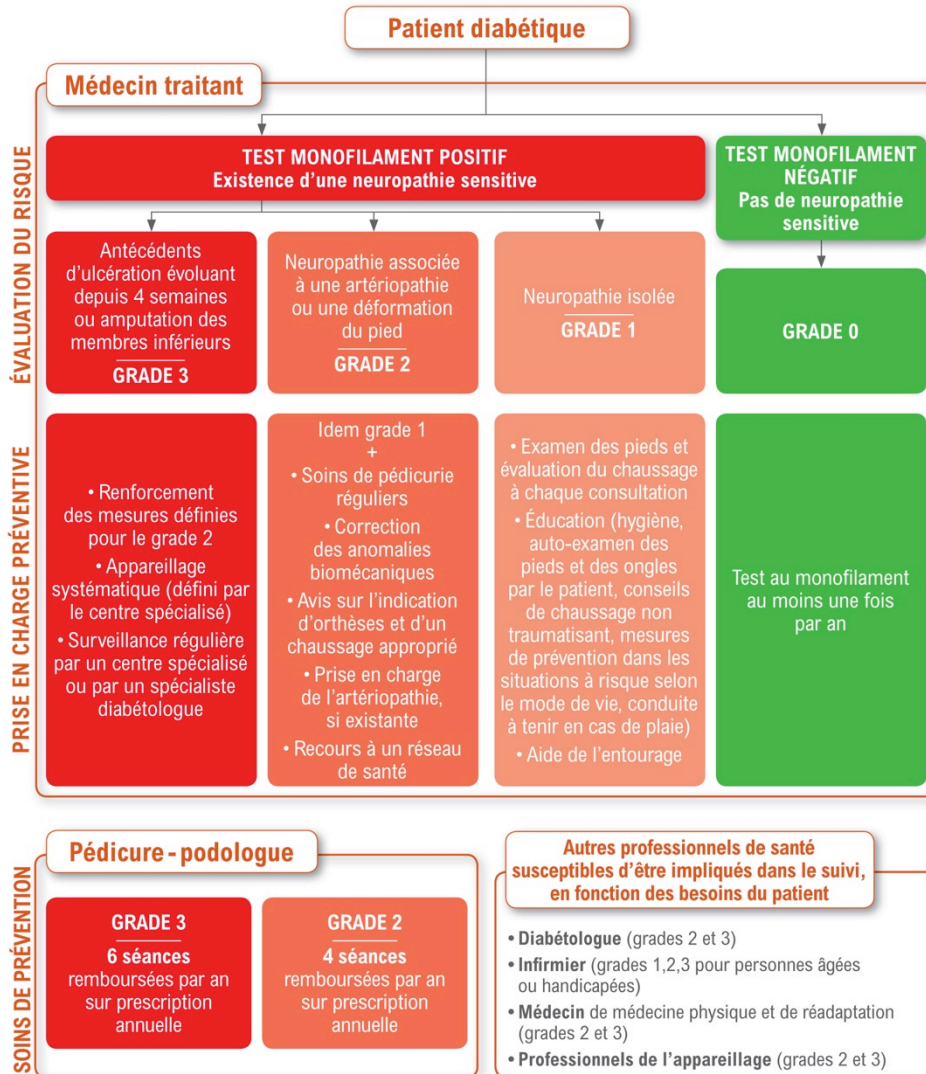 Patient diabétique
Médecin traitant
ÉVALUATION DU RISQUE
TEST MONOFILAMENT POSITIF
Existence d’une neuropathie sensitive
TEST MONOFILAMENT
NÉGATIF
Pas de neuropathie
sensitive
Antécédents
d’ulcération évoluant
depuis 4 semaines
ou amputation des
membres inférieurs
GRADE 3
Neuropathie associée
à une artériopathie
ou une déformation
du pied
GRADE 2
Neuropathie isolée
GRADE 1
GRADE 0
PRISE EN CHARGE PRÉVENTIVE
• Renforcement
des mesures définies
pour le grade 2
• Appareillage
systématique (défini par
le centre spécialisé)
• Surveillance régulière
par un centre spécialisé
ou par un spécialiste
diabétologue
Idem grade 1
+
• Soins de pédicurie
réguliers
• Correction
des anomalies
biomécaniques
• Avis sur l’indication
d’orthèses et d’un
chaussage approprié
• Prise en charge
de l’artériopathie,
si existante
• Recours à un réseau
de santé
• Examen des pieds et
évaluation du chaussage
à chaque consultation
• Éducation (hygiène,
auto-examen des
pieds et des ongles
par le patient, conseils
de chaussage non
traumatisant, mesures
de prévention dans les
situations à risque selon
le mode de vie, conduite
à tenir en cas de plaie)
• Aide de l’entourage
Test au monofilament
au moins une fois
par an
SOINS DE PRÉVENTION
Pédicure - podologue
GRADE 3
6 séances
remboursées par an
sur prescription
annuelle
GRADE 2
4 séances
remboursées par an
sur prescription
annuelle
Autres professionnels de santé
susceptibles d’être impliqués dans le suivi,
en fonction des besoins du patient
• Diabétologue (grades 2 et 3)
• Infirmier (grades 1,2,3 pour personnes âgées
ou handicapées)
• Médecin de médecine physique et de réadaptation
(grades 2 et 3)
• Professionnels de l’appareillage (grades 2 et 3)